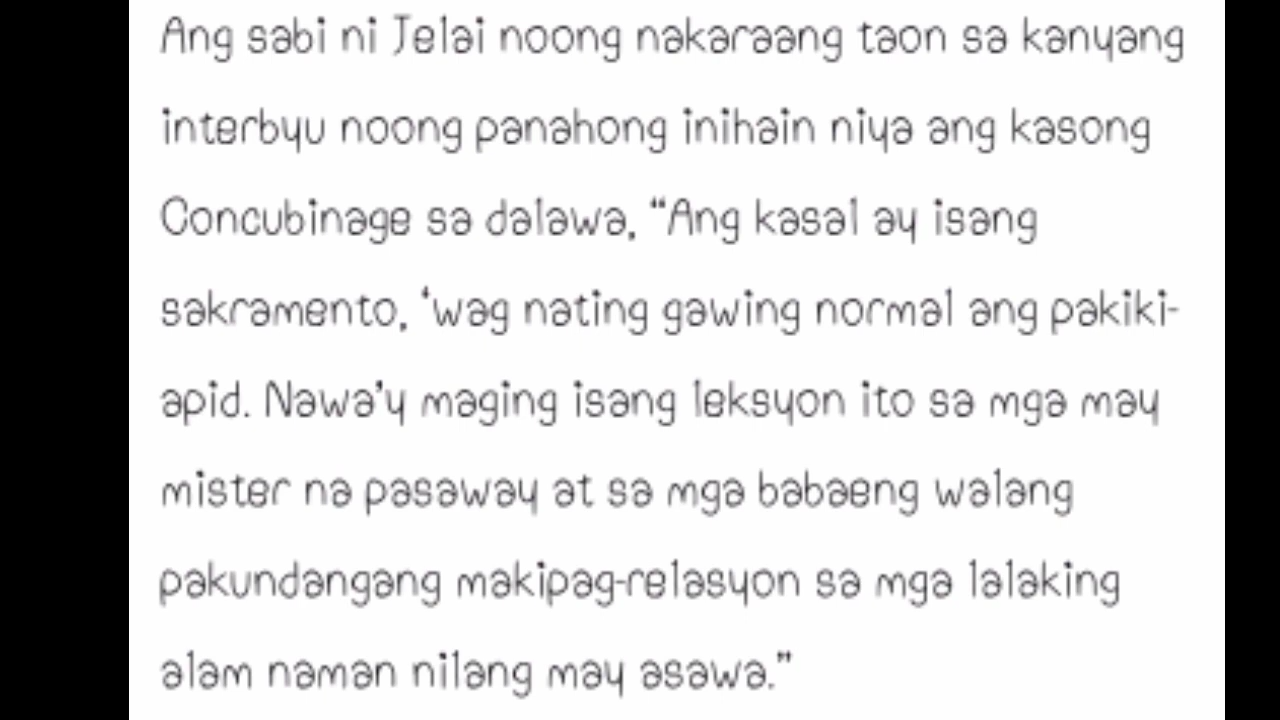 Ang sabi ni Jelai noong nakaraang taon sa kanyang
interbyu noong panahong inihain niya ang kasong
Concubinage sa dalawa, “Ang kasal ay isang
sakramento, ‘wag nating gawing normal ang pakiki-
apid. Nawa’y maging isang leksyon ito sa mga may
mister na pasaway at sa mga babaeng walang
pakundangang makipag-relasyon sa mga lalaking
alam naman nilang may asawa.”